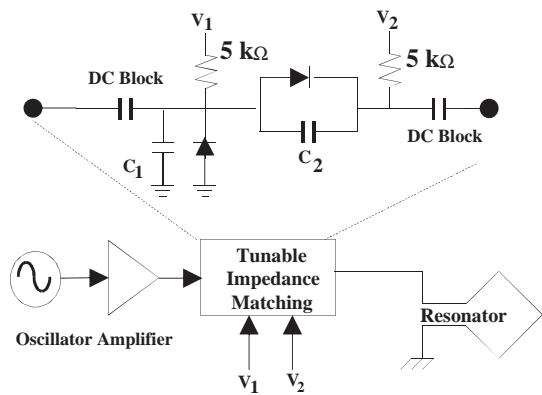 V1
V2
5 kΩ
5 kΩ
DC Block
DC Block
C1
C2
Tunable
Impedance
Matching
Resonator
Oscillator Amplifier
V1
V2